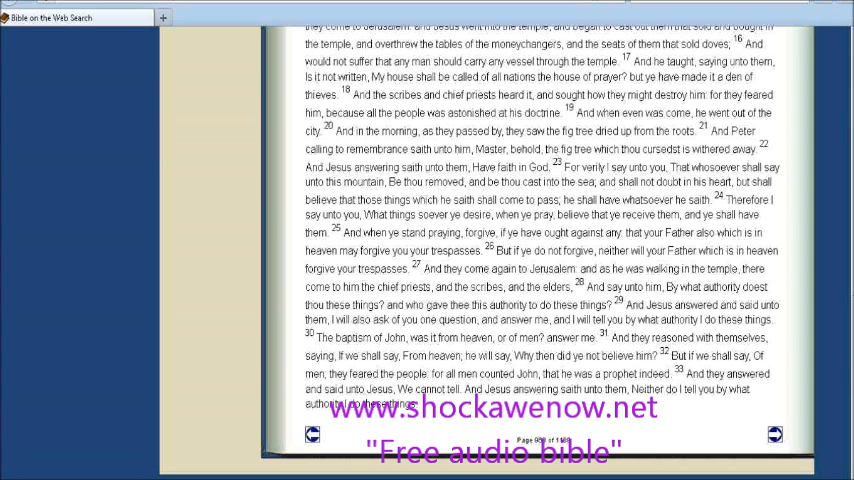 Bible on the Web Search
they come to Jerusalem: and Jesus went into the temple, and began to cast out them that sold and bought in
the temple, and overthrew the tables of the moneychangers, and the seats of them that sold doves; 16 And
would not suffer that any man should carry any vessel through the temple. 17 And he taught, saying unto them,
Is it not written, My house shall be called of all nations the house of prayer? but ye have made it a den of
thieves. 18 And the scribes and chief priests heard it, and sought how they might destroy him: for they feared
him, because all the people was astonished at his doctrine. 19 And when even was come, he went out of the
city. 20 And in the morning, as they passed by, they saw the fig tree dried up from the roots. 21 And Peter
calling to remembrance saith unto him, Master, behold, the fig tree which thou cursedst is withered away. 22
And Jesus answering saith unto them, Have faith in God. 23 For verily I say unto you, That whosoever shall say
unto this mountain, Be thou removed, and be thou cast into the sea; and shall not doubt in his heart, but shall
believe that those things which he saith shall come to pass; he shall have whatsoever he saith. 24 Therefore I
say unto you, What things soever ye desire, when ye pray, believe that ye receive them, and ye shall have
them. 25 And when ye stand praying, forgive, if ye have ought against any: that your Father also which is in
heaven may forgive you your trespasses. 26 But if ye do not forgive, neither will your Father which is in heaven
forgive your trespasses. 27 And they come again to Jerusalem: and as he was walking in the temple, there
come to him the chief priests, and the scribes, and the elders, 28 And say unto him, By what authority doest
thou these things? and who gave thee this authority to do these things? 29 And Jesus answered and said unto
them, I will also ask of you one question, and answer me, and I will tell you by what authority I do these things.
30 The baptism of John, was it from heaven, or of men? answer me. 31 And they reasoned with themselves,
saying, If we shall say, From heaven; he will say, Why then did ye not believe him? 32 But if we shall say, Of
men; they feared the people: for all men counted John, that he was a prophet indeed. 33 And they answered
and said unto Jesus, We cannot tell. And Jesus answering saith unto them, Neither do I tell you by what
authority I do these things.
www.shockawenow.net
Page of 1189
"Free audio bible"